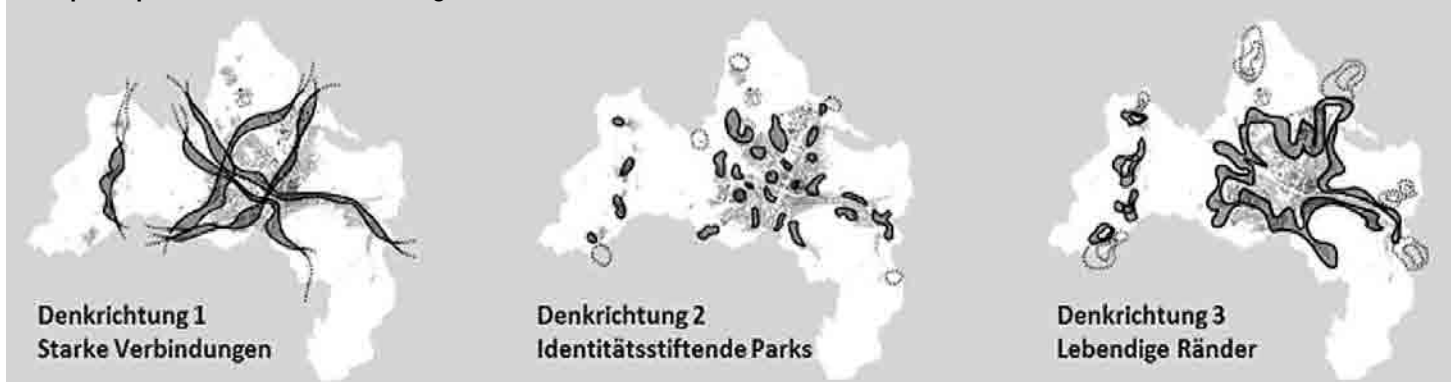 Denkrichtung 1
Starke Verbindungen
Denkrichtung 2
Identitätsstiftende Parks
Denkrichtung 3
Lebendige Ränder